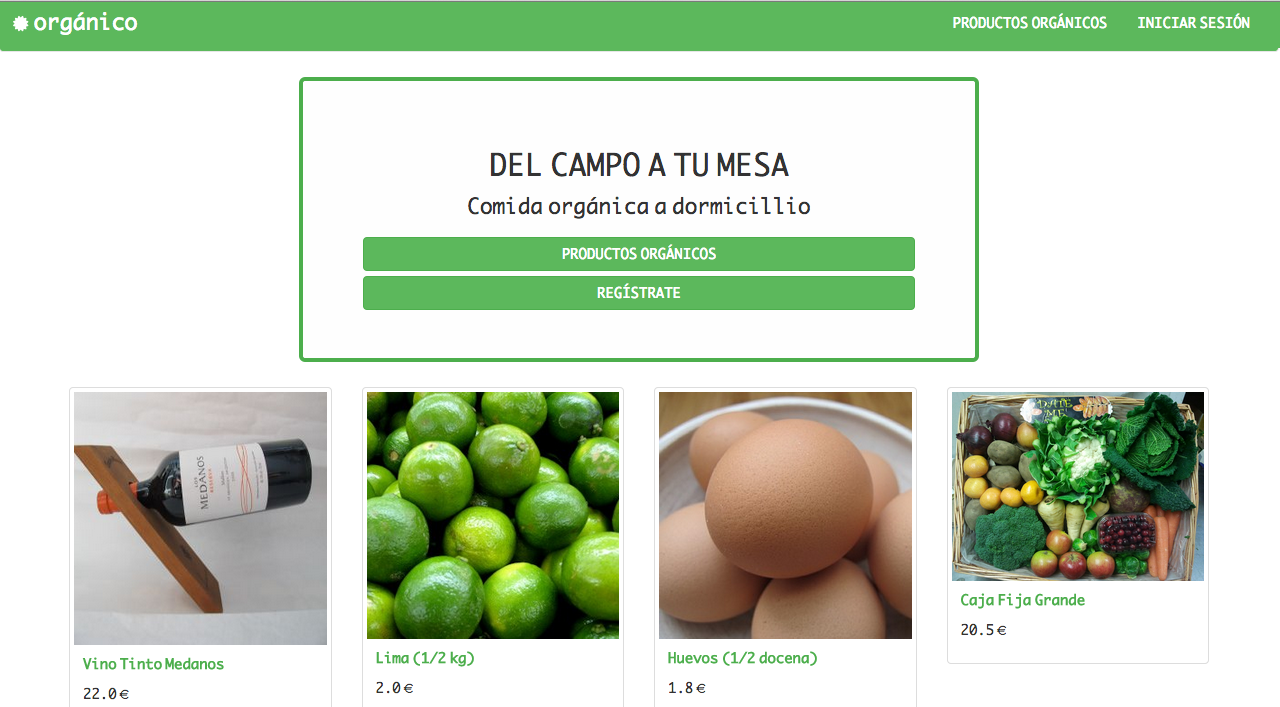 orgánico
PRODUCTOS ORGÁNICOS
INICIAR SESIÓN
DEL CAMPO A TU MESA
Comida orgánica a dormicillio
PRODUCTOS ORGÁNICOS
REGÍSTRATE
MEDANOS
DATE
ME!
Vino Tinto Medanos
22.0 €
Lima (1/2 kg)
2.0 €
Huevos (1/2 docena)
1.8 €
Caja Fija Grande
20.5 €